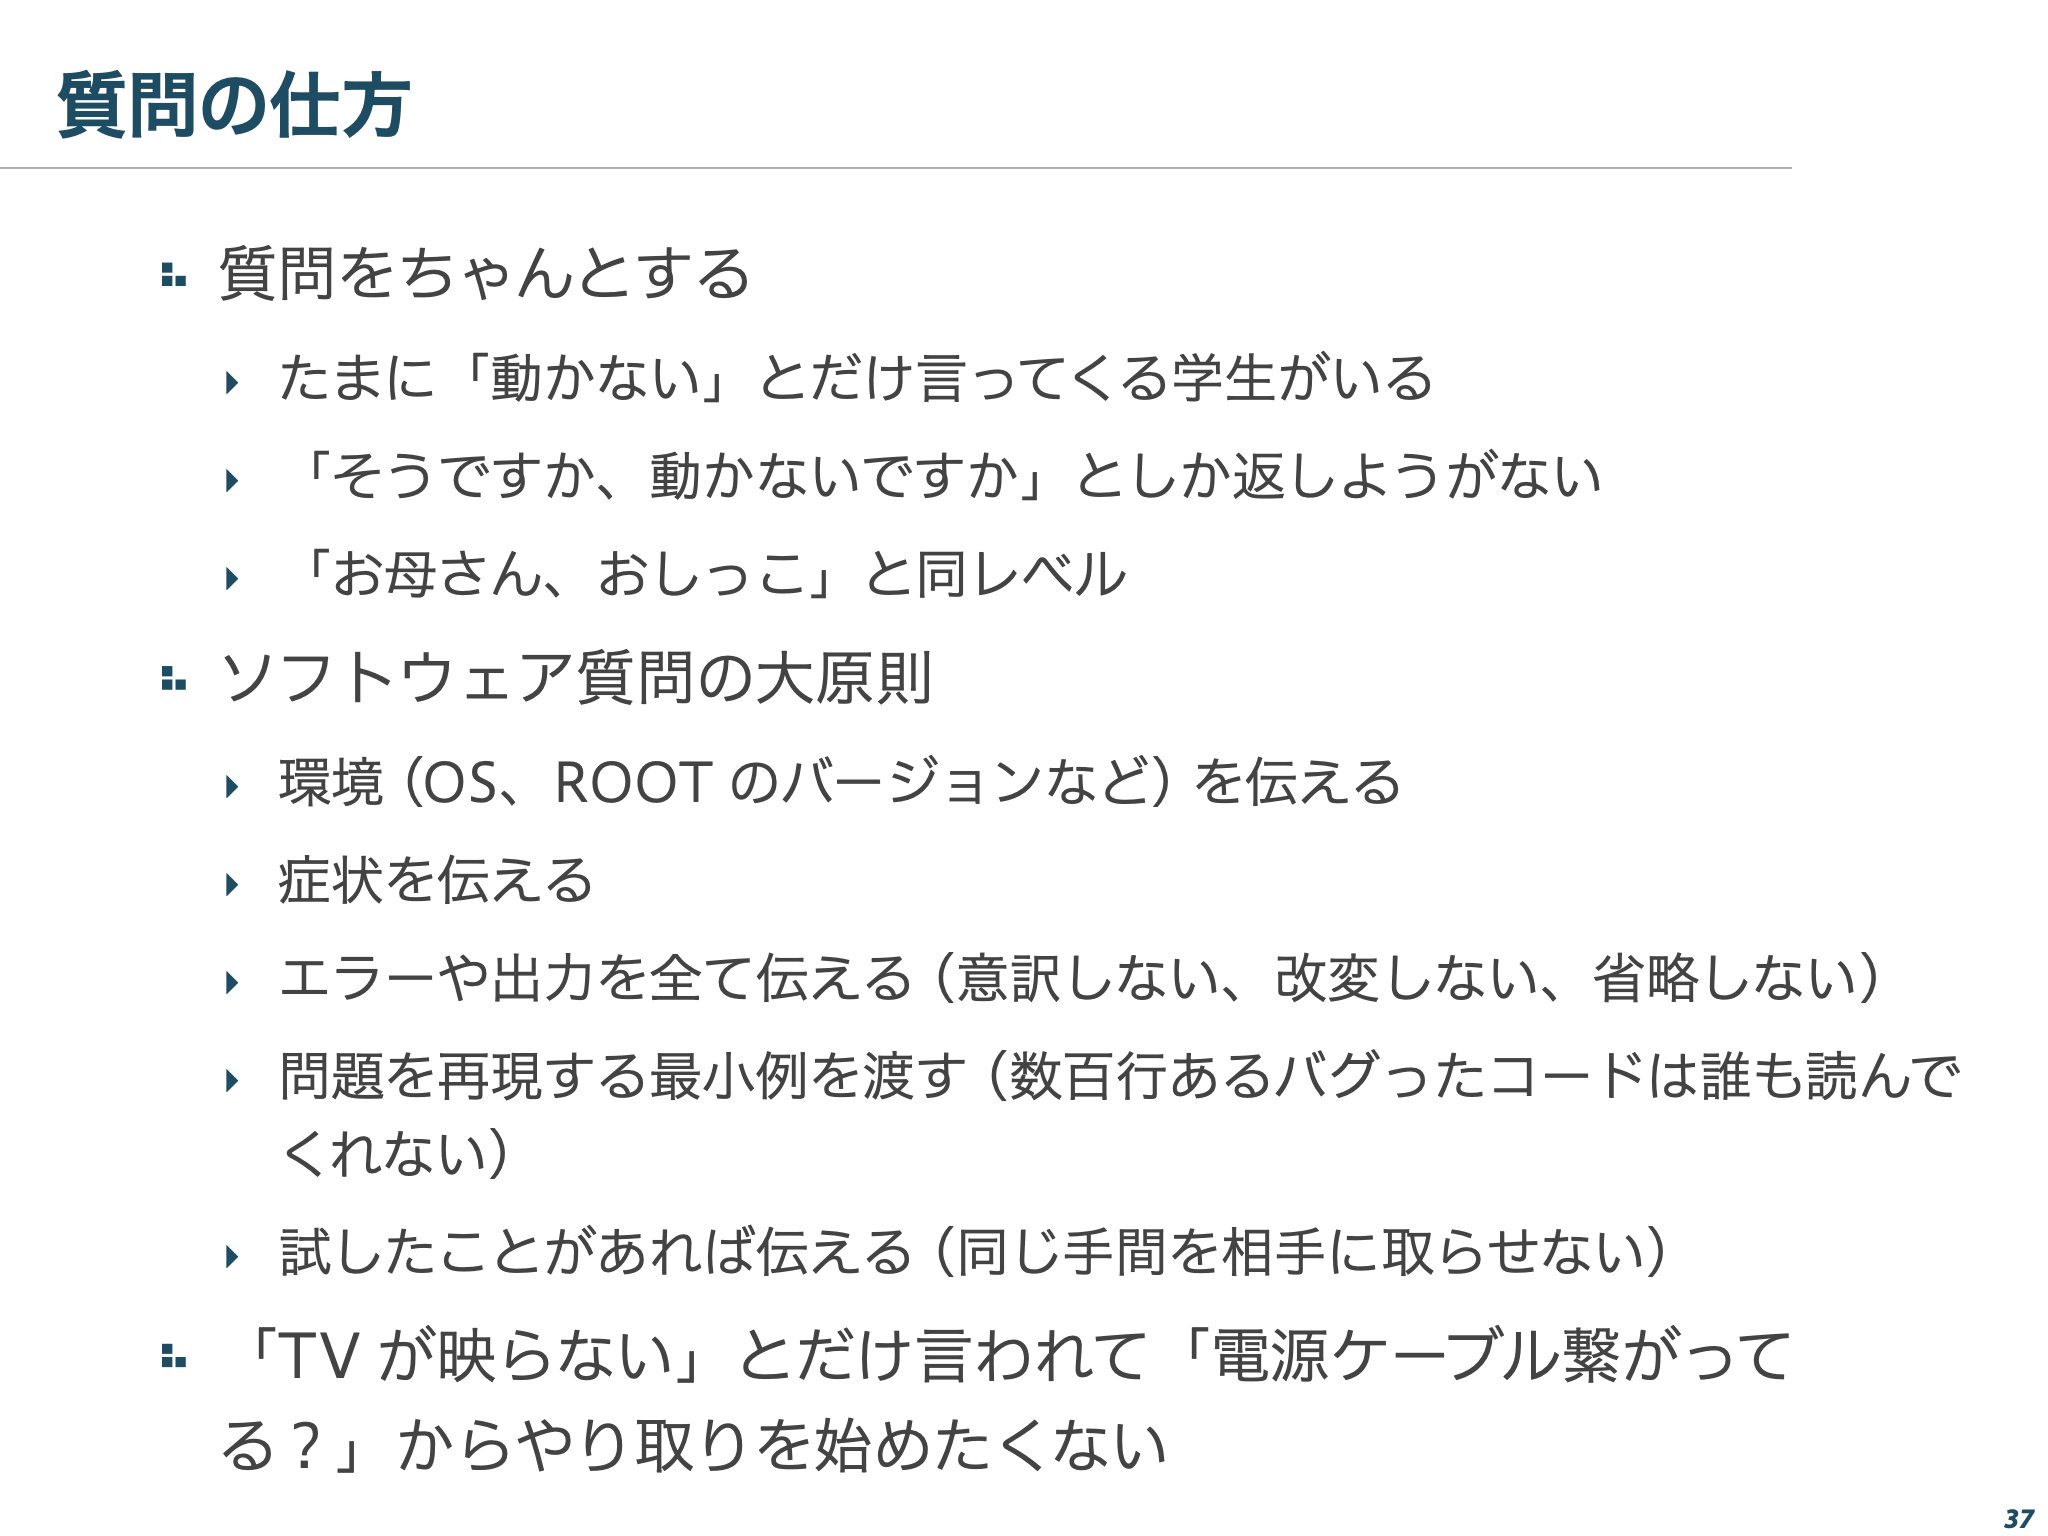 質問の仕方
質問をちゃんとする
たまに「動かない」とだけ言ってくる学生がいる
「そうですか、動かないですか」としか返しようがない
「お母さん、おしっこ」と同レベル
ソフトウェア質問の大原則
環境（OS、ROOT のバージョンなど）を伝える
症状を伝える
エラーや出力を全て伝える（意訳しない、改変しない、省略しない）
問題を再現する最小例を渡す（数百行あるバグったコードは誰も読んで
くれない）
試したことがあれば伝える（同じ手間を相手に取らせない）
「TV が映らない」とだけ言われて「電源ケーブル繋がって
る？」からやり取りを始めたくない
37